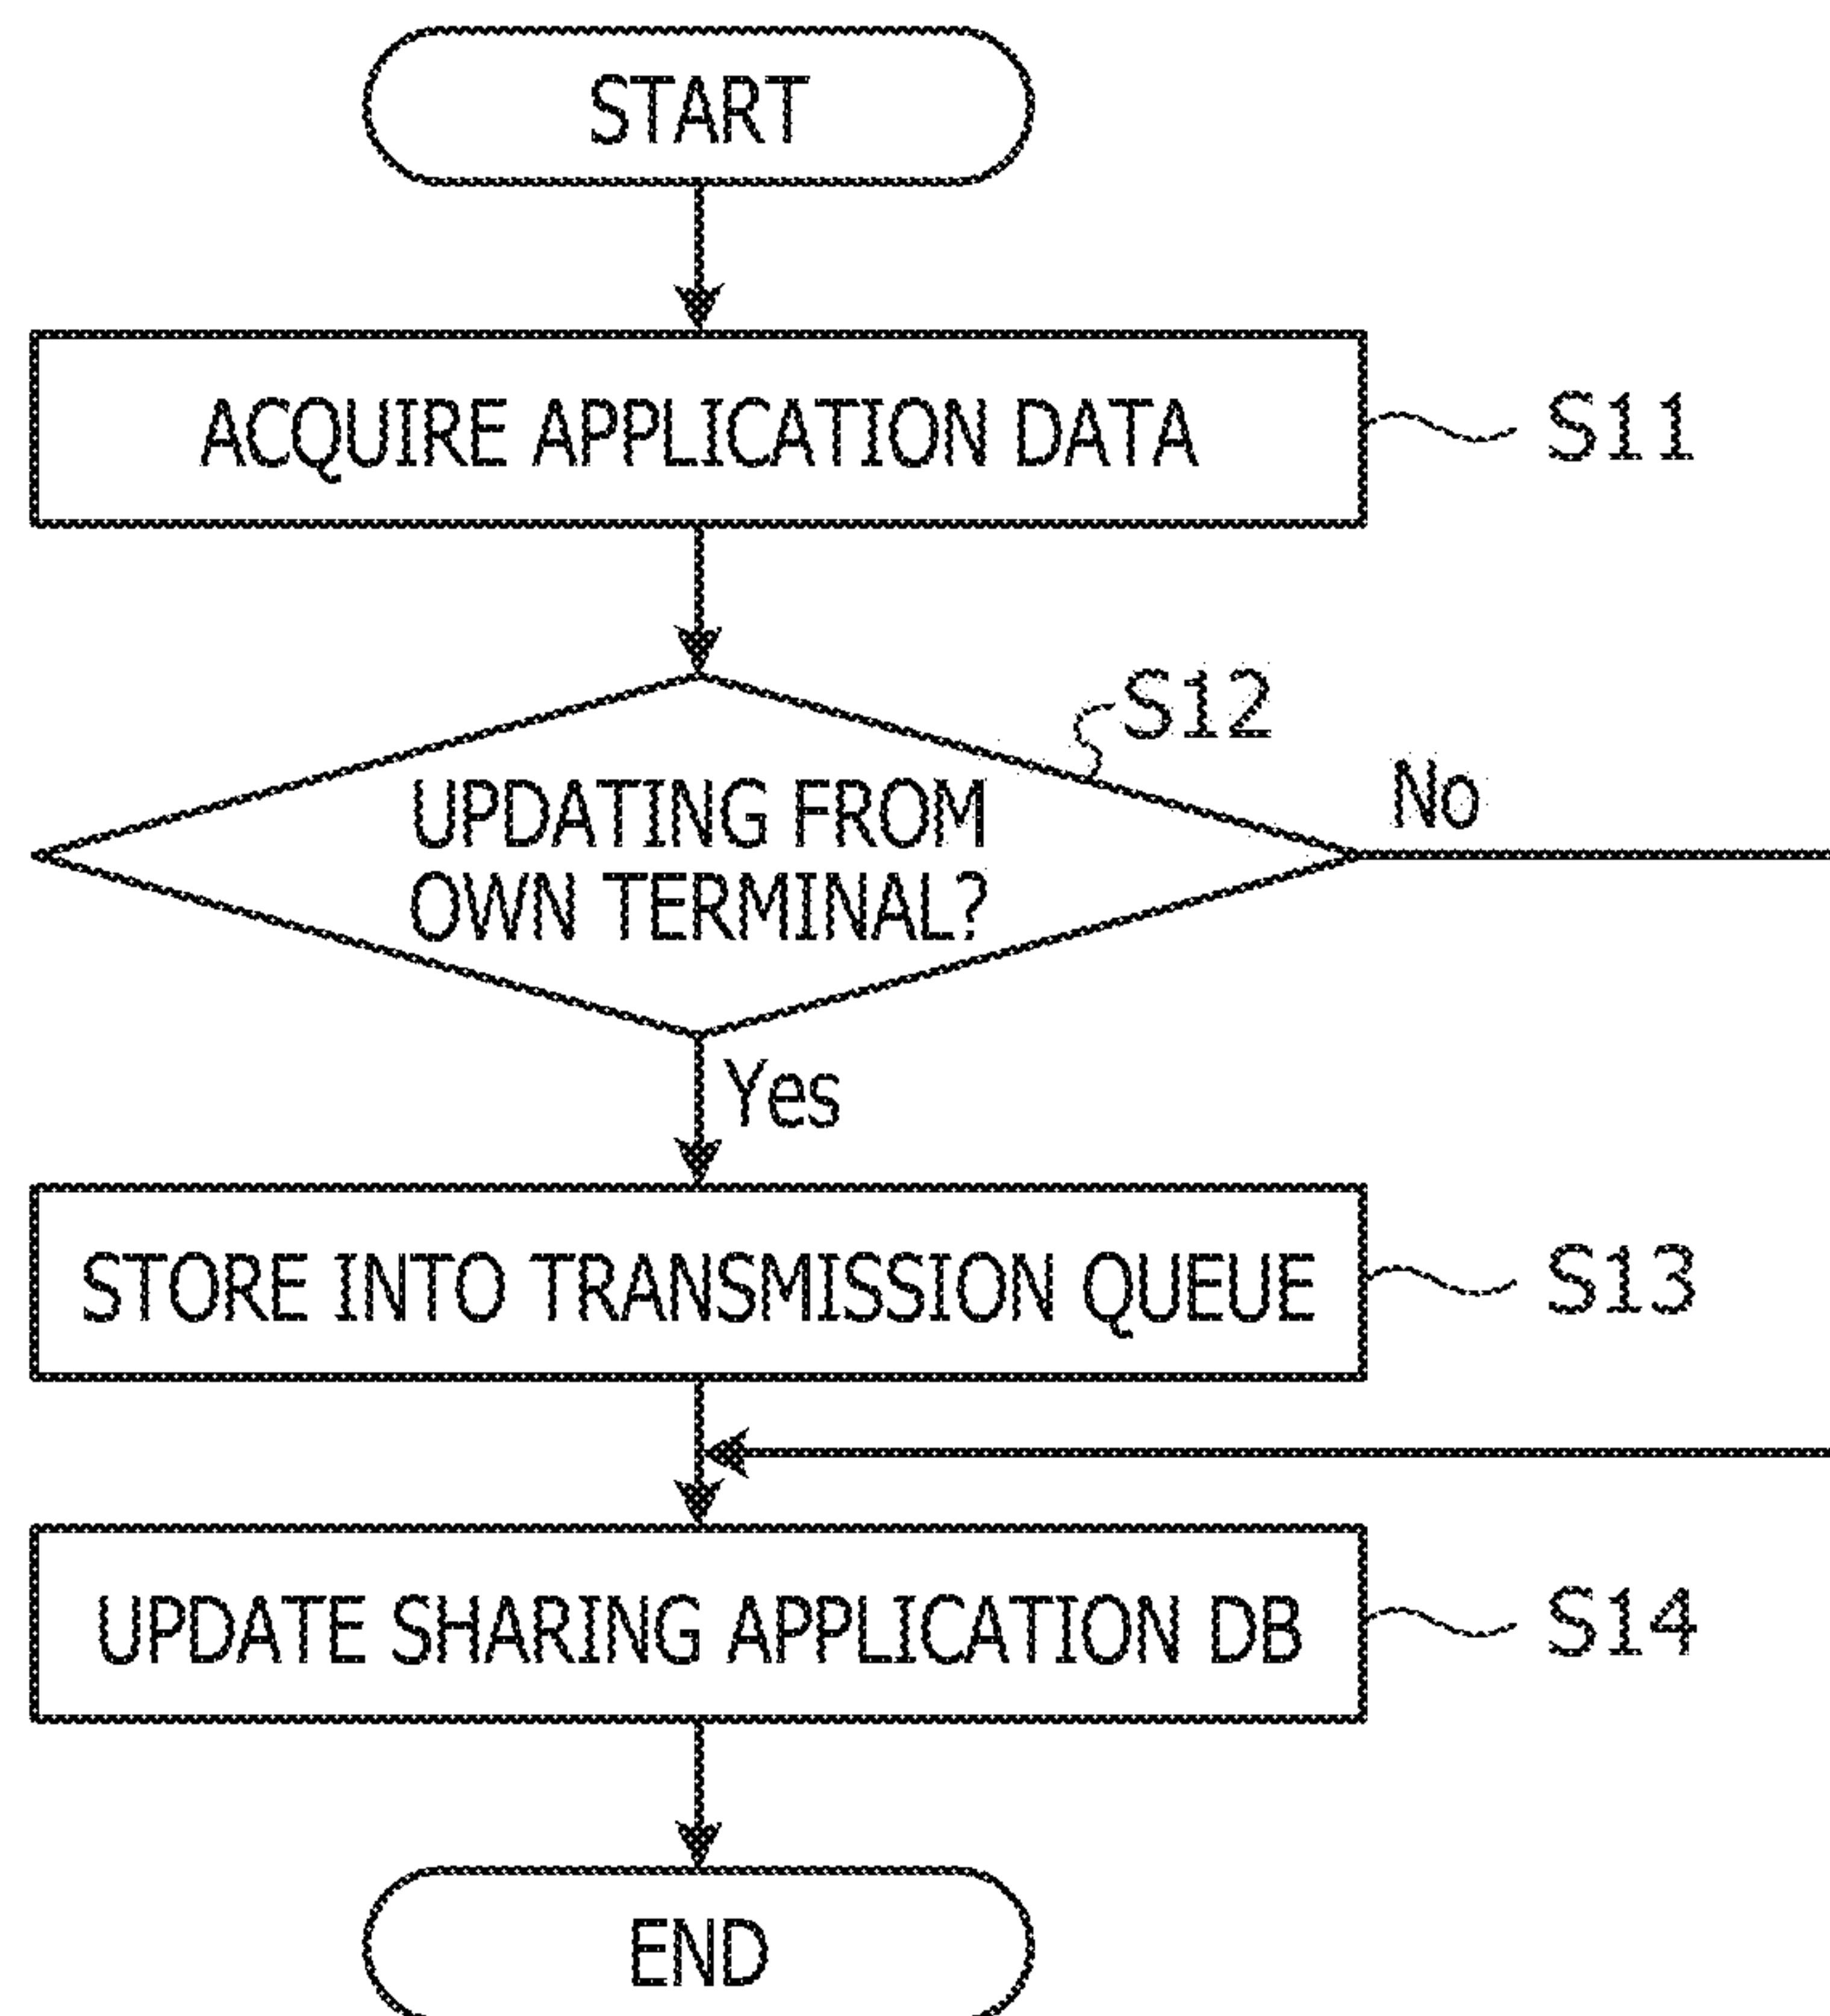 START
ACQUIRE APPLICATION DATA
S11
S12
UPDATING FROM
OWN TERMINAL?
No
Yes
STORE INTO TRANSMISSION QUEUE
S13
UPDATE SHARING APPLICATION DB
S14
END